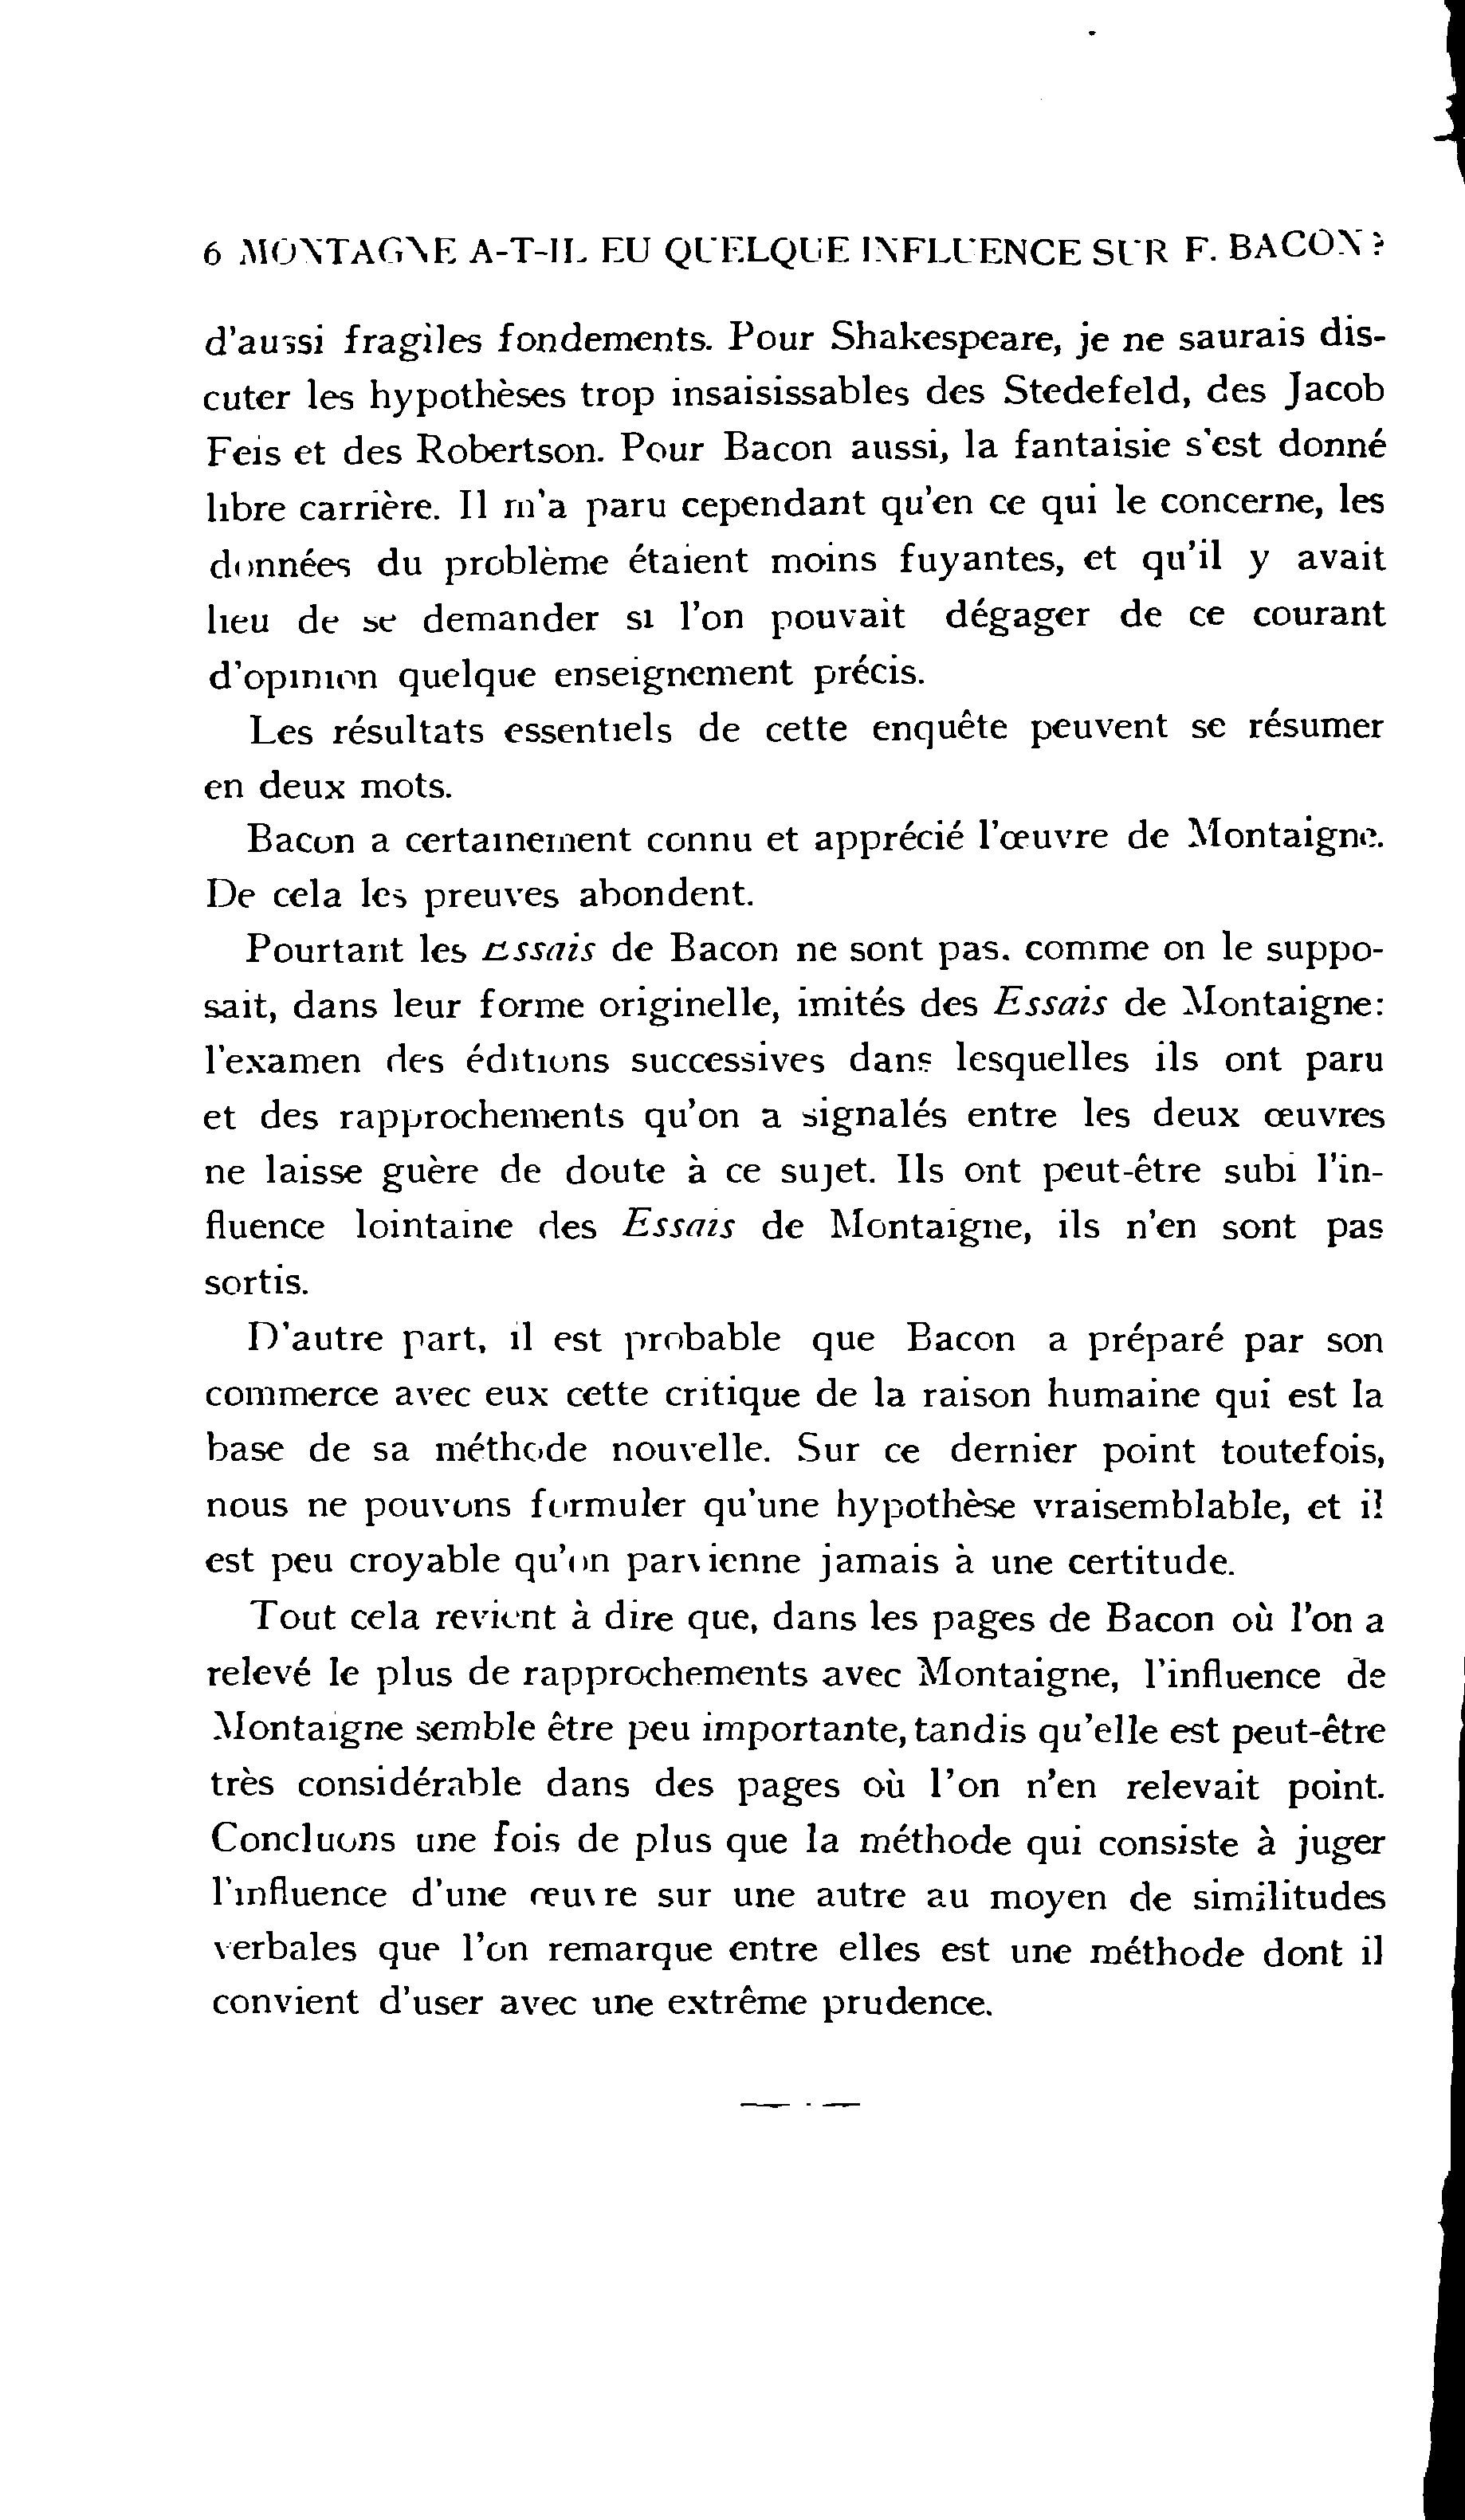 6 MONTAGNE A-T-IL EU QUELQUE INFLUENCE SUR F. BACON?
d'aussi fragiles fondements. Pour Shakespeare, je ne saurais dis-
cuter les hypothèses trop insaisissables des Stedefeld, des Jacob
Feis et des Robertson. Pour Bacon aussi, la fantaisie s'est donné
libre carrière. Il m'a paru cependant qu'en ce qui le concerne, les
données du problème étaient moins fuyantes, et qu'il y avait
lieu de se demander si l'on pouvait dégager de ce courant
d'opinion quelque enseignement précis.
Les résultats essentiels de cette enquête peuvent se résumer
en deux mots.
Bacon a certainement connu et apprécié l'œuvre de Montaigne.
De cela les preuves abondent.
Pourtant les Essais de Bacon ne sont pas, comme on le suppo-
sait, dans leur forme originelle, imités des Essais de Montaigne:
l'examen des éditions successives dans lesquelles ils ont paru
et des rapprochements qu'on a signalés entre les deux œuvres
ne laisse guère de doute à ce sujet. Ils ont peut-être subi l'in-
fluence lointaine des Essais de Montaigne, ils n'en sont pas
sortis.
D'autre part, il est probable que Bacon a préparé par son
commerce avec eux cette critique de la raison humaine qui est la
base de sa méthode nouvelle. Sur ce dernier point toutefois,
nous ne pouvons formuler qu'une hypothèse vraisemblable, et il
est peu croyable qu'on parvienne jamais à une certitude.
Tout cela revient à dire que, dans les pages de Bacon où l'on a
relevé le plus de rapprochements avec Montaigne, l'influence de
Montaigne semble être peu importante, tandis qu'elle est peut-être
très considérable dans des pages où l'on n'en relevait point.
Concluons une fois de plus que la méthode qui consiste à juger
l'influence d'une œuvre sur une autre au moyen de similitudes
verbales que l'on remarque entre elles est une méthode dont il
convient d'user avec une extrême prudence.